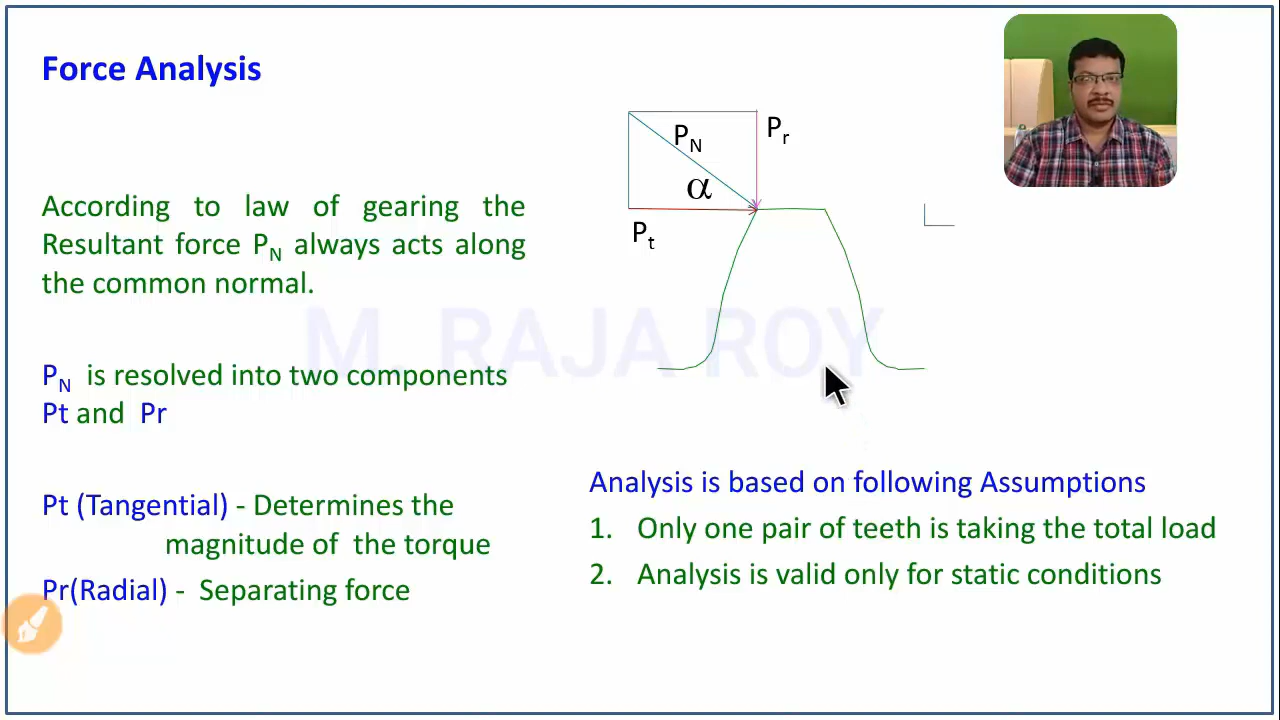 Force Analysis
P_N
P_r
α
P_t
According to law of gearing the
Resultant force P_N always acts along
the common normal.
M. RAJA ROY
P_N is resolved into two components
Pt and Pr
Pt (Tangential) - Determines the
magnitude of the torque
Pr(Radial) - Separating force
Analysis is based on following Assumptions
1. Only one pair of teeth is taking the total load
2. Analysis is valid only for static conditions